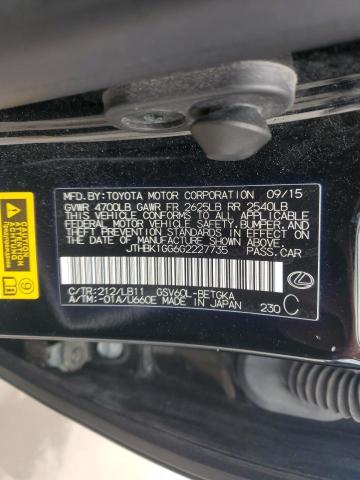 MFD. BY: TOYOTA MOTOR CORPORATION 09/15
GVWR 4700LB GAWR FR 2625LB RR 2540LB
THIS VEHICLE CONFORMS TO ALL APPLICABLE
FEDERAL MOTOR VEHICLE SAFETY, BUMPER, AND
THEFT PREVENTION STANDARDS IN EFFECT ON
THE DATE OF MANUFACTURE SHOWN ABOVE.
JTHBK1GG6G2227735 PASS.CAR
C/TR:212/LB11 GSV60L-BETGKA
A/TM:-01A/U660E MADE IN JAPAN 230 C
CAUTION